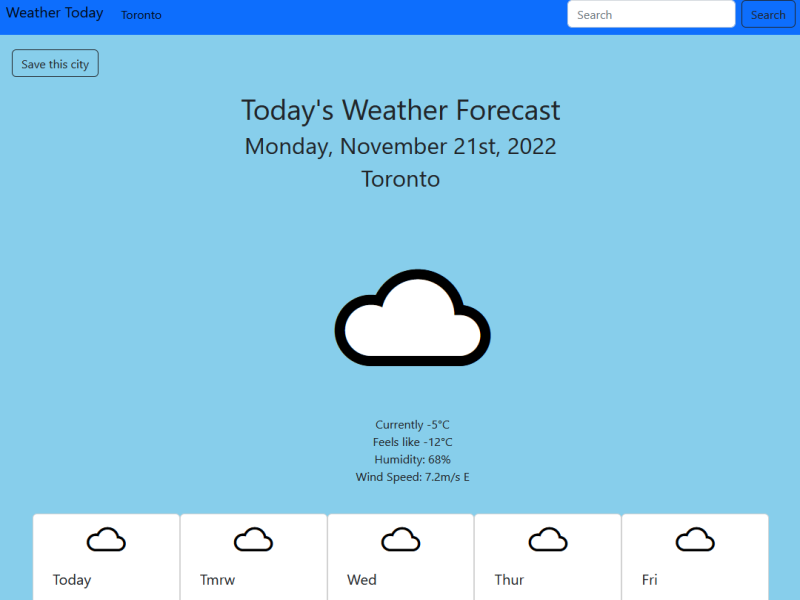 Weather Today Toronto Search Search
Save this city
Today's Weather Forecast
Monday, November 21st, 2022
Toronto
Currently -5°C
Feels like -12°C
Humidity: 68%
Wind Speed: 7.2m/s E
Today Tmrw Wed Thur Fri